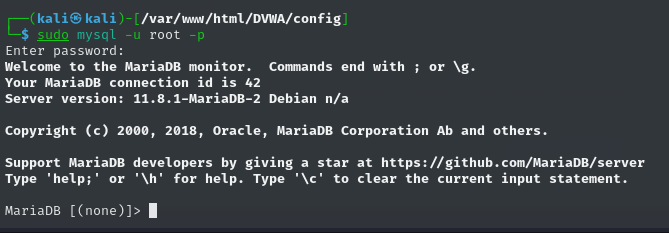 ┌──(kali㉿kali)-[/var/www/html/DVWA/config]
└─$ sudo mysql -u root -p
Enter password:
Welcome to the MariaDB monitor.  Commands end with ; or \g.
Your MariaDB connection id is 42
Server version: 11.8.1-MariaDB-2 Debian n/a

Copyright (c) 2000, 2018, Oracle, MariaDB Corporation Ab and others.

Support MariaDB developers by giving a star at https://github.com/MariaDB/server
Type 'help;' or '\h' for help. Type '\c' to clear the current input statement.

MariaDB [(none)]>